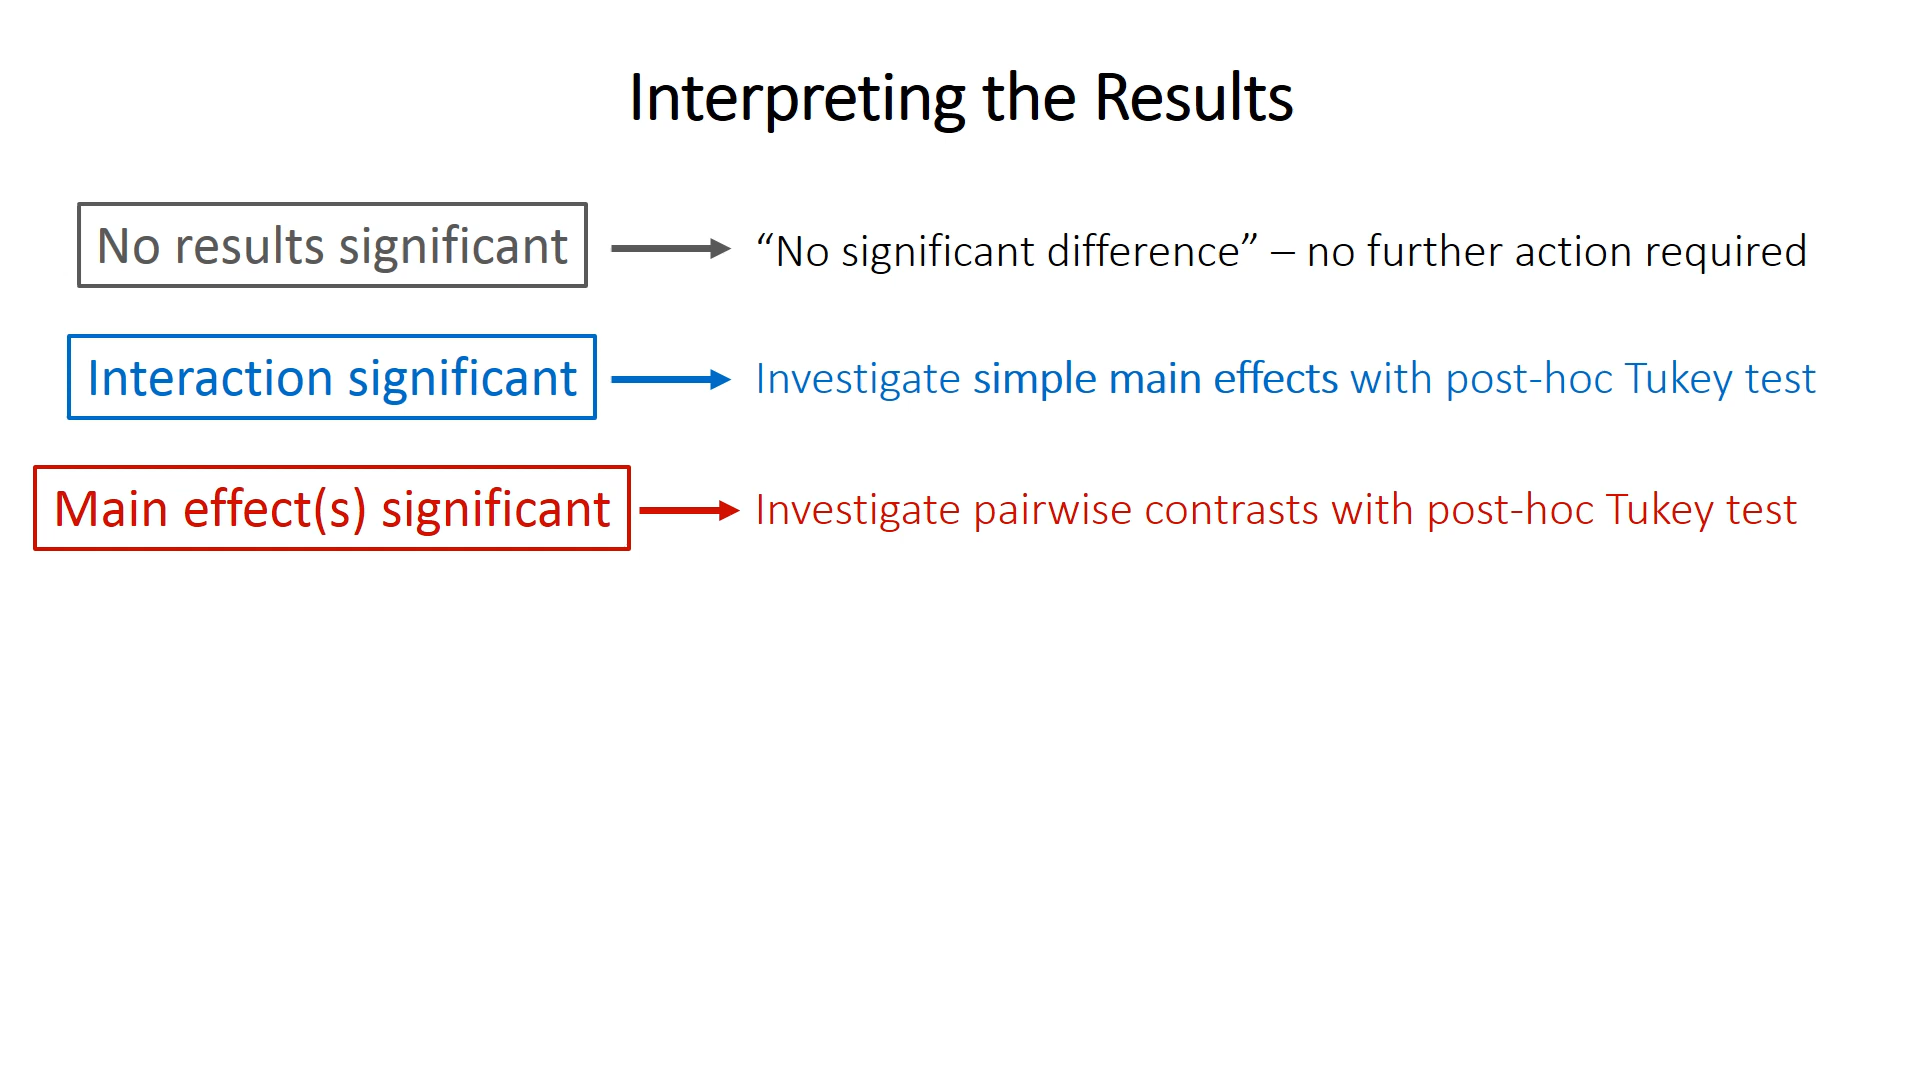 Interpreting the Results
No results significant
“No significant difference” – no further action required
Interaction significant
Investigate simple main effects with post-hoc Tukey test
Main effect(s) significant
Investigate pairwise contrasts with post-hoc Tukey test